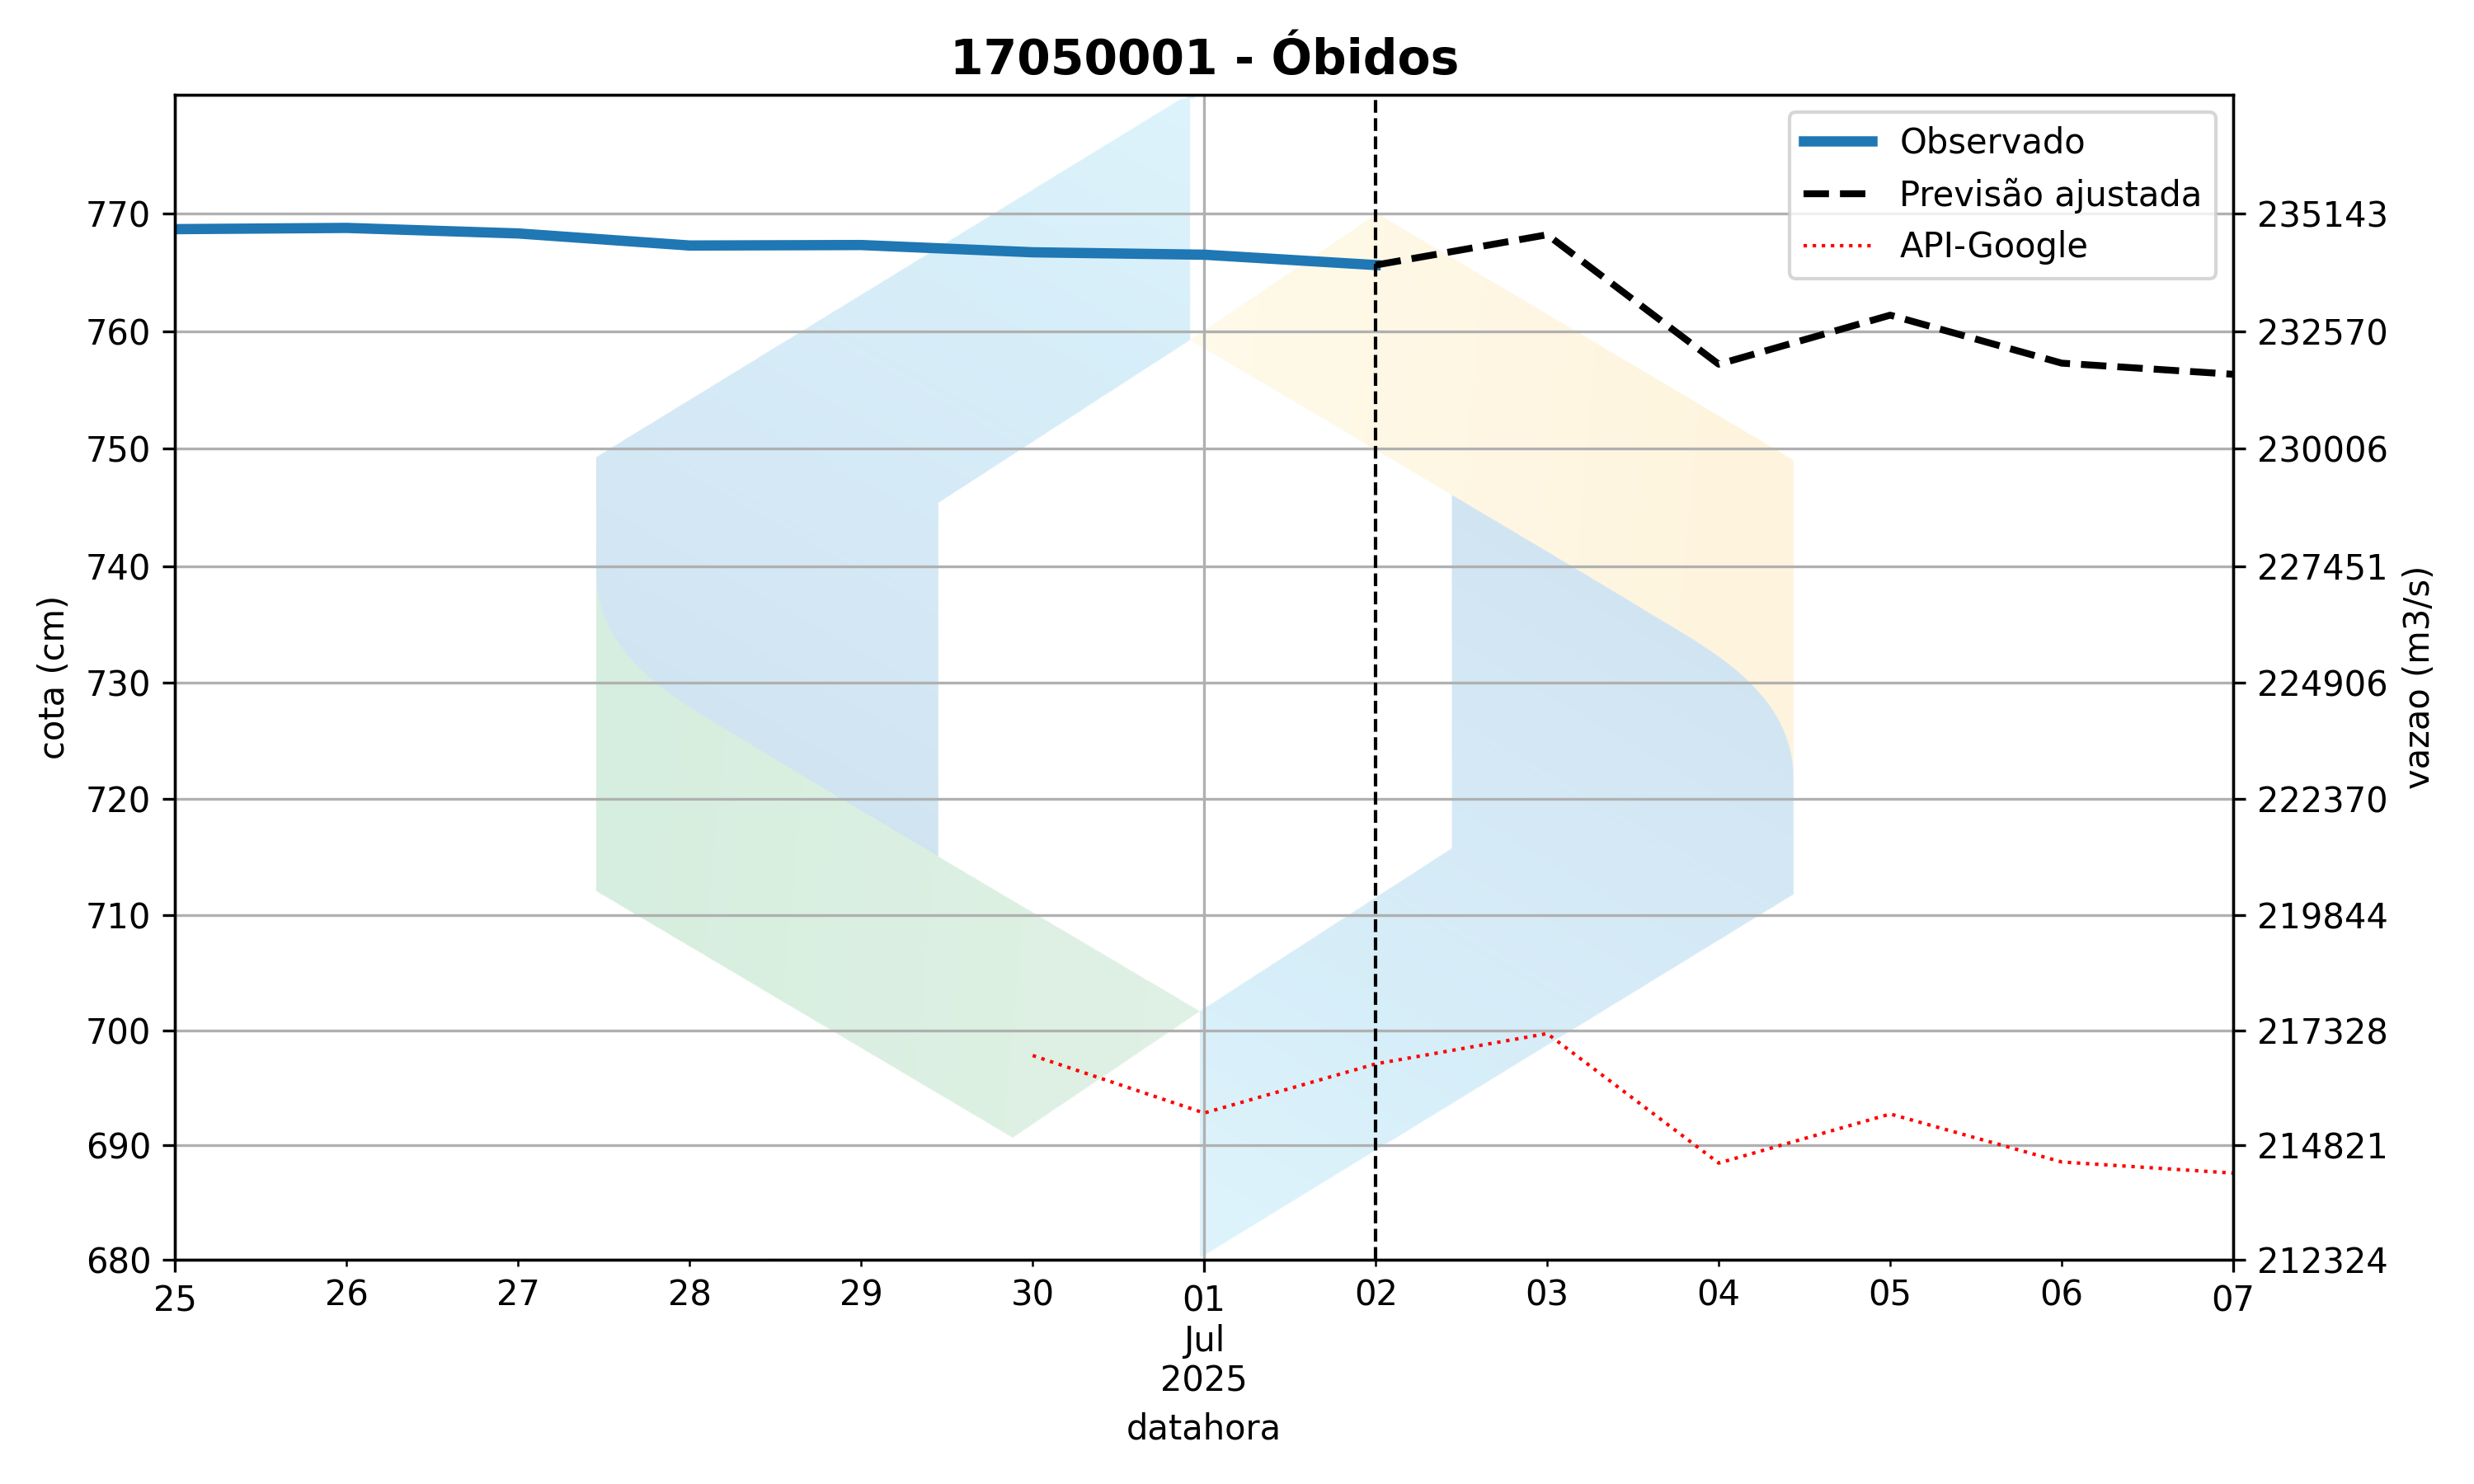 17050001 - Óbidos
Observado
Previsão ajustada
API-Google
770
760
750
740
730
720
710
700
690
680
cota (cm)
235143
232570
230006
227451
224906
222370
219844
217328
214821
212324
vazao (m3/s)
25 26 27 28 29 30 01 02 03 04 05 06 07
Jul
2025
datahora